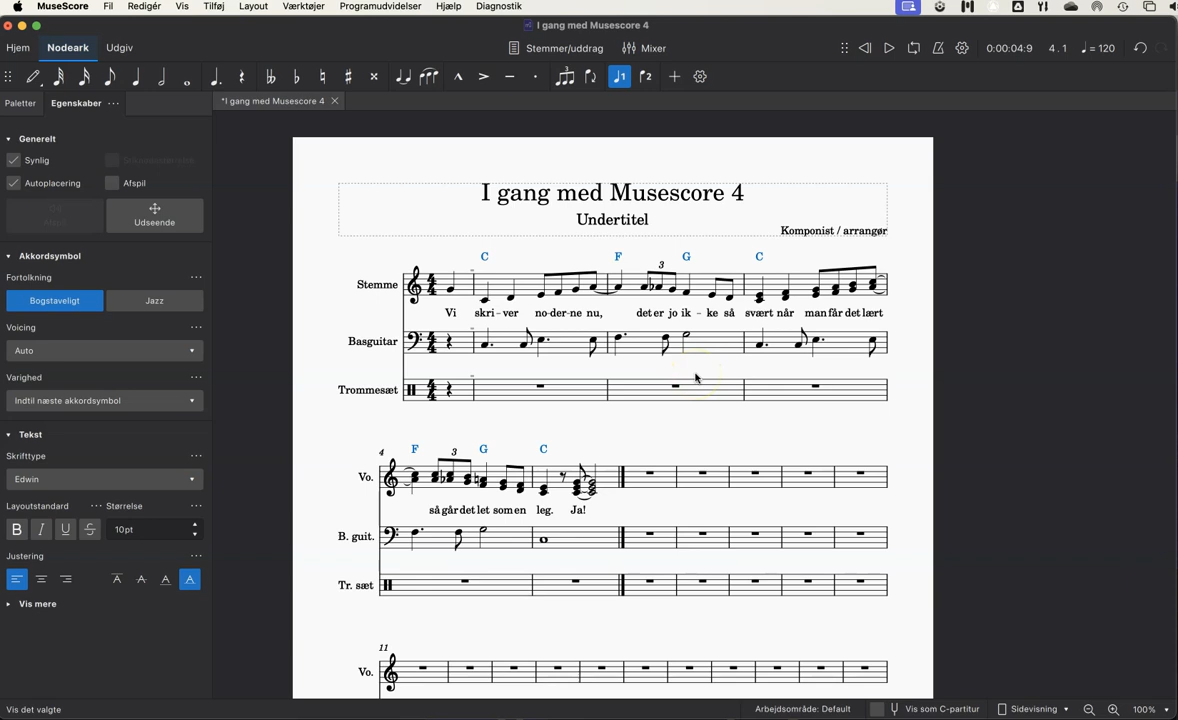 MuseScore Fil Redigér Vis Tilføj Layout Værktøjer Programudvidelser Hjælp Diagnostik
I gang med Musescore 4
Hjem Nodeark Udgiv Stemmer/uddrag Mixer 0:00:04:9 4. 1 = 120
Paletter Egenskaber *I gang med Musescore 4
Generelt
Synlig
Autoplacering Afspil
Udseende
Akkordsymbol
Fortolkning
Bogstaveligt Jazz
Voicing
Auto
Varighed
Indtil næste akkordsymbol
Tekst
Skrifttype
Edwin
Layoutstandard Størrelse
B I U S 10pt
Justering
Vis mere
I gang med Musescore 4
Undertitel
Komponist / arrangør
C F G C
3
Stemme
Vi skri - ver no-der-ne nu, det er jo ik - ke så svært når man får det lært
Basguitar
Trommesæt
4 F 3 G C
Vo.
så går det let som en leg. Ja!
B. guit.
Tr. sæt
11
Vo.
Vis det valgte Arbejdsområde: Default Vis som C-partitur Sidevisning 100%